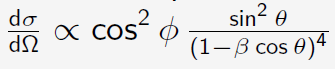 dσ/dΩ ∝ cos² ϕ sin² θ/(1−β cos θ)⁴